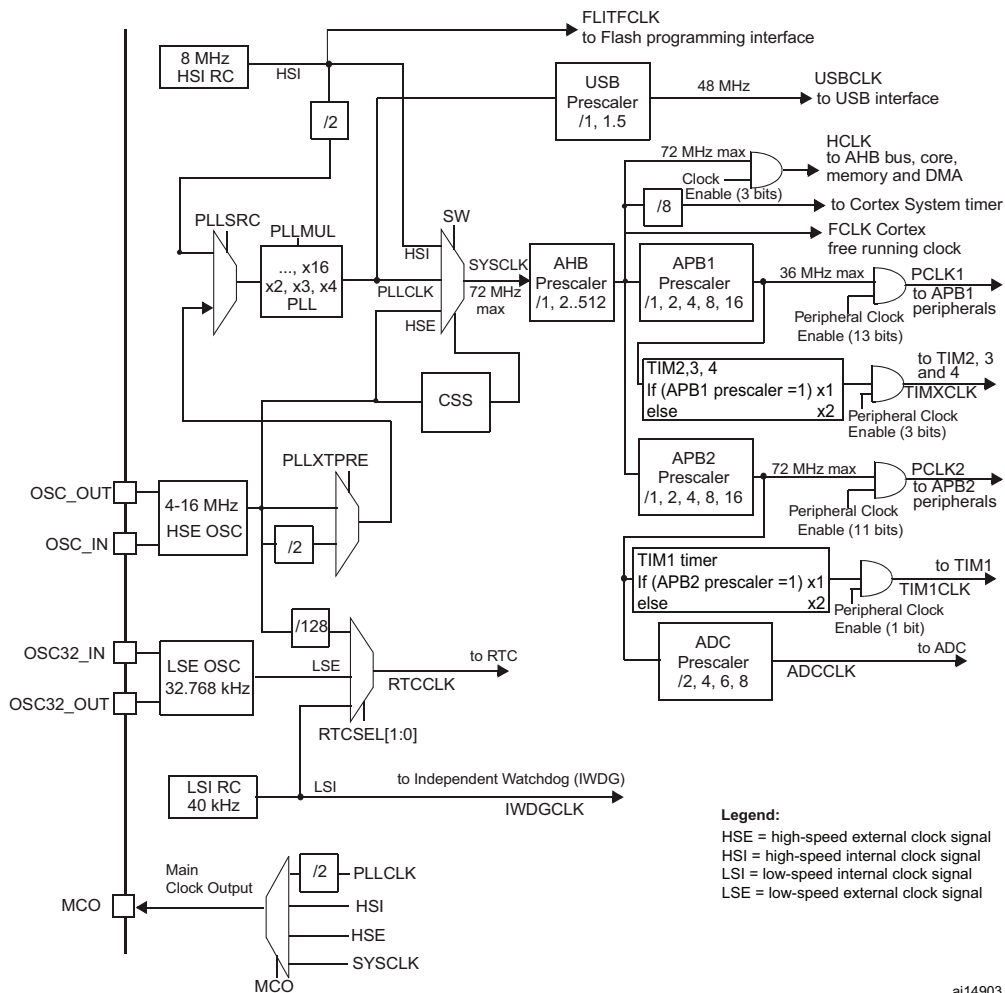 FLITFCLK
to Flash programming interface
8 MHz
HSI RC
HSI
/2
USB
Prescaler
/1, 1.5
48 MHz
USBCLK
to USB interface
72 MHz max
Clock
Enable (3 bits)
HCLK
to AHB bus, core,
memory and DMA
/8
to Cortex System timer
FCLK Cortex
free running clock
PLLSRC
PLLMUL
..., x16
x2, x3, x4
PLL
SW
HSI
PLLCLK
HSE
SYSCLK
72 MHz
max
AHB
Prescaler
/1, 2..512
APB1
Prescaler
/1, 2, 4, 8, 16
36 MHz max
PCLK1
to APB1
peripherals
Peripheral Clock
Enable (13 bits)
TIM2,3, 4
If (APB1 prescaler =1) x1
else x2
to TIM2, 3
and 4
TIMXCLK
Peripheral Clock
Enable (3 bits)
CSS
PLLXTPRE
OSC_OUT
OSC_IN
4-16 MHz
HSE OSC
/2
APB2
Prescaler
/1, 2, 4, 8, 16
72 MHz max
PCLK2
to APB2
peripherals
Peripheral Clock
Enable (11 bits)
TIM1 timer
If (APB2 prescaler =1) x1
else x2
to TIM1
TIM1CLK
Peripheral Clock
Enable (1 bit)
/128
OSC32_IN
OSC32_OUT
LSE OSC
32.768 kHz
LSE
to RTC
RTCCLK
RTCSEL[1:0]
ADC
Prescaler
/2, 4, 6, 8
to ADC
ADCCLK
LSI RC
40 kHz
LSI
to Independent Watchdog (IWDG)
IWDGCLK
Main
Clock Output
MCO
/2
PLLCLK
HSI
HSE
SYSCLK
MCO
Legend:
HSE = high-speed external clock signal
HSI = high-speed internal clock signal
LSI = low-speed internal clock signal
LSE = low-speed external clock signal
ai14903